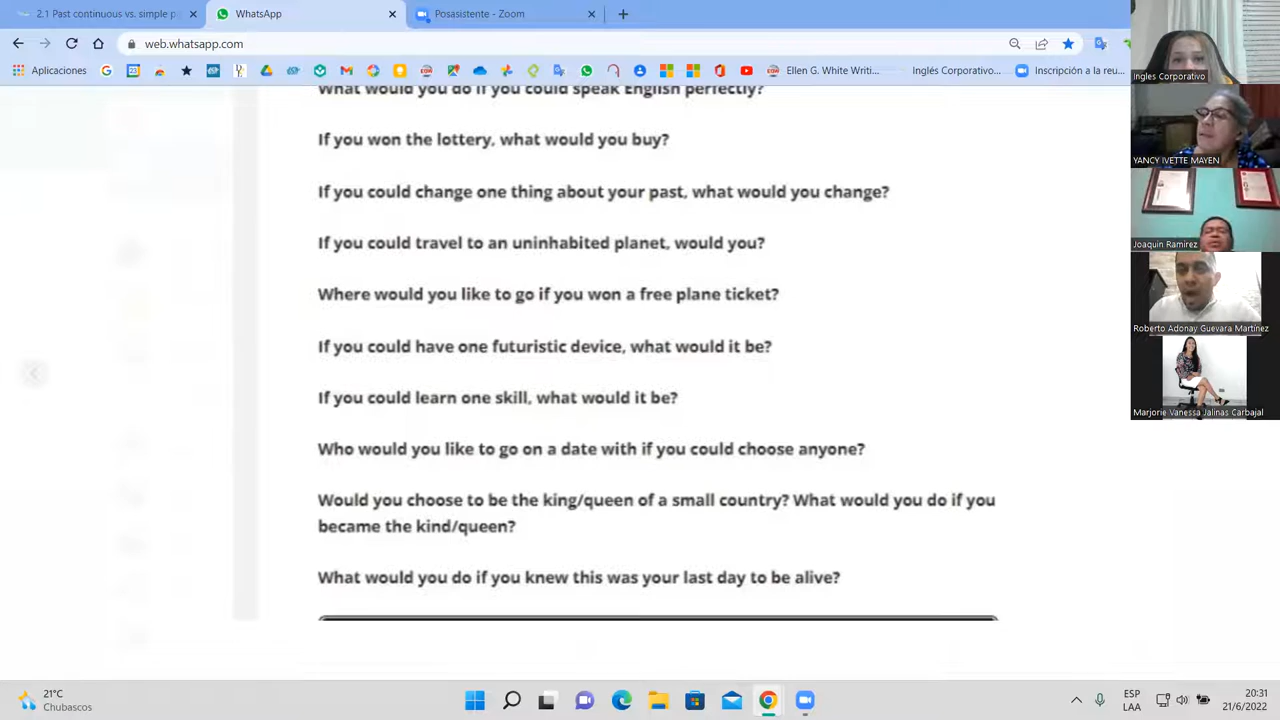 2,1 Past continuous vs. simple p
WhatsApp
Posasistente - Zoom
web.whatsapp.com
Aplicaciones
Ellen G White Writi...
Ingles Corporativo
Inscripción à la reu...
What would you do if you could speak English perfectly?
If you won the lottery, what would you buy?
If you could change one thing about your past, what would you change?
If you could travel to an uninhabited planet, would you?
Where would you like to go if you won a free plane ticket?
If you could have one futuristic device, what would it be?
If you could learn one skill, what would it be?
Who would you like to go on a date with if you could choose anyone?
Would you choose to be the king/queen of a small country? What would you do if you
became the kind/queen?
What would you do if you knew this was your last day to be alive?
Ingles Corporativo
YANCY IVETTE MAYEN
Joaquin Ramirez
Roberto Adonay Guevara Martínez
Marjorie Vanessa Jalinas Carbajal
21°C
Chubascos
ESP
LAA
20:31
21/6/2022